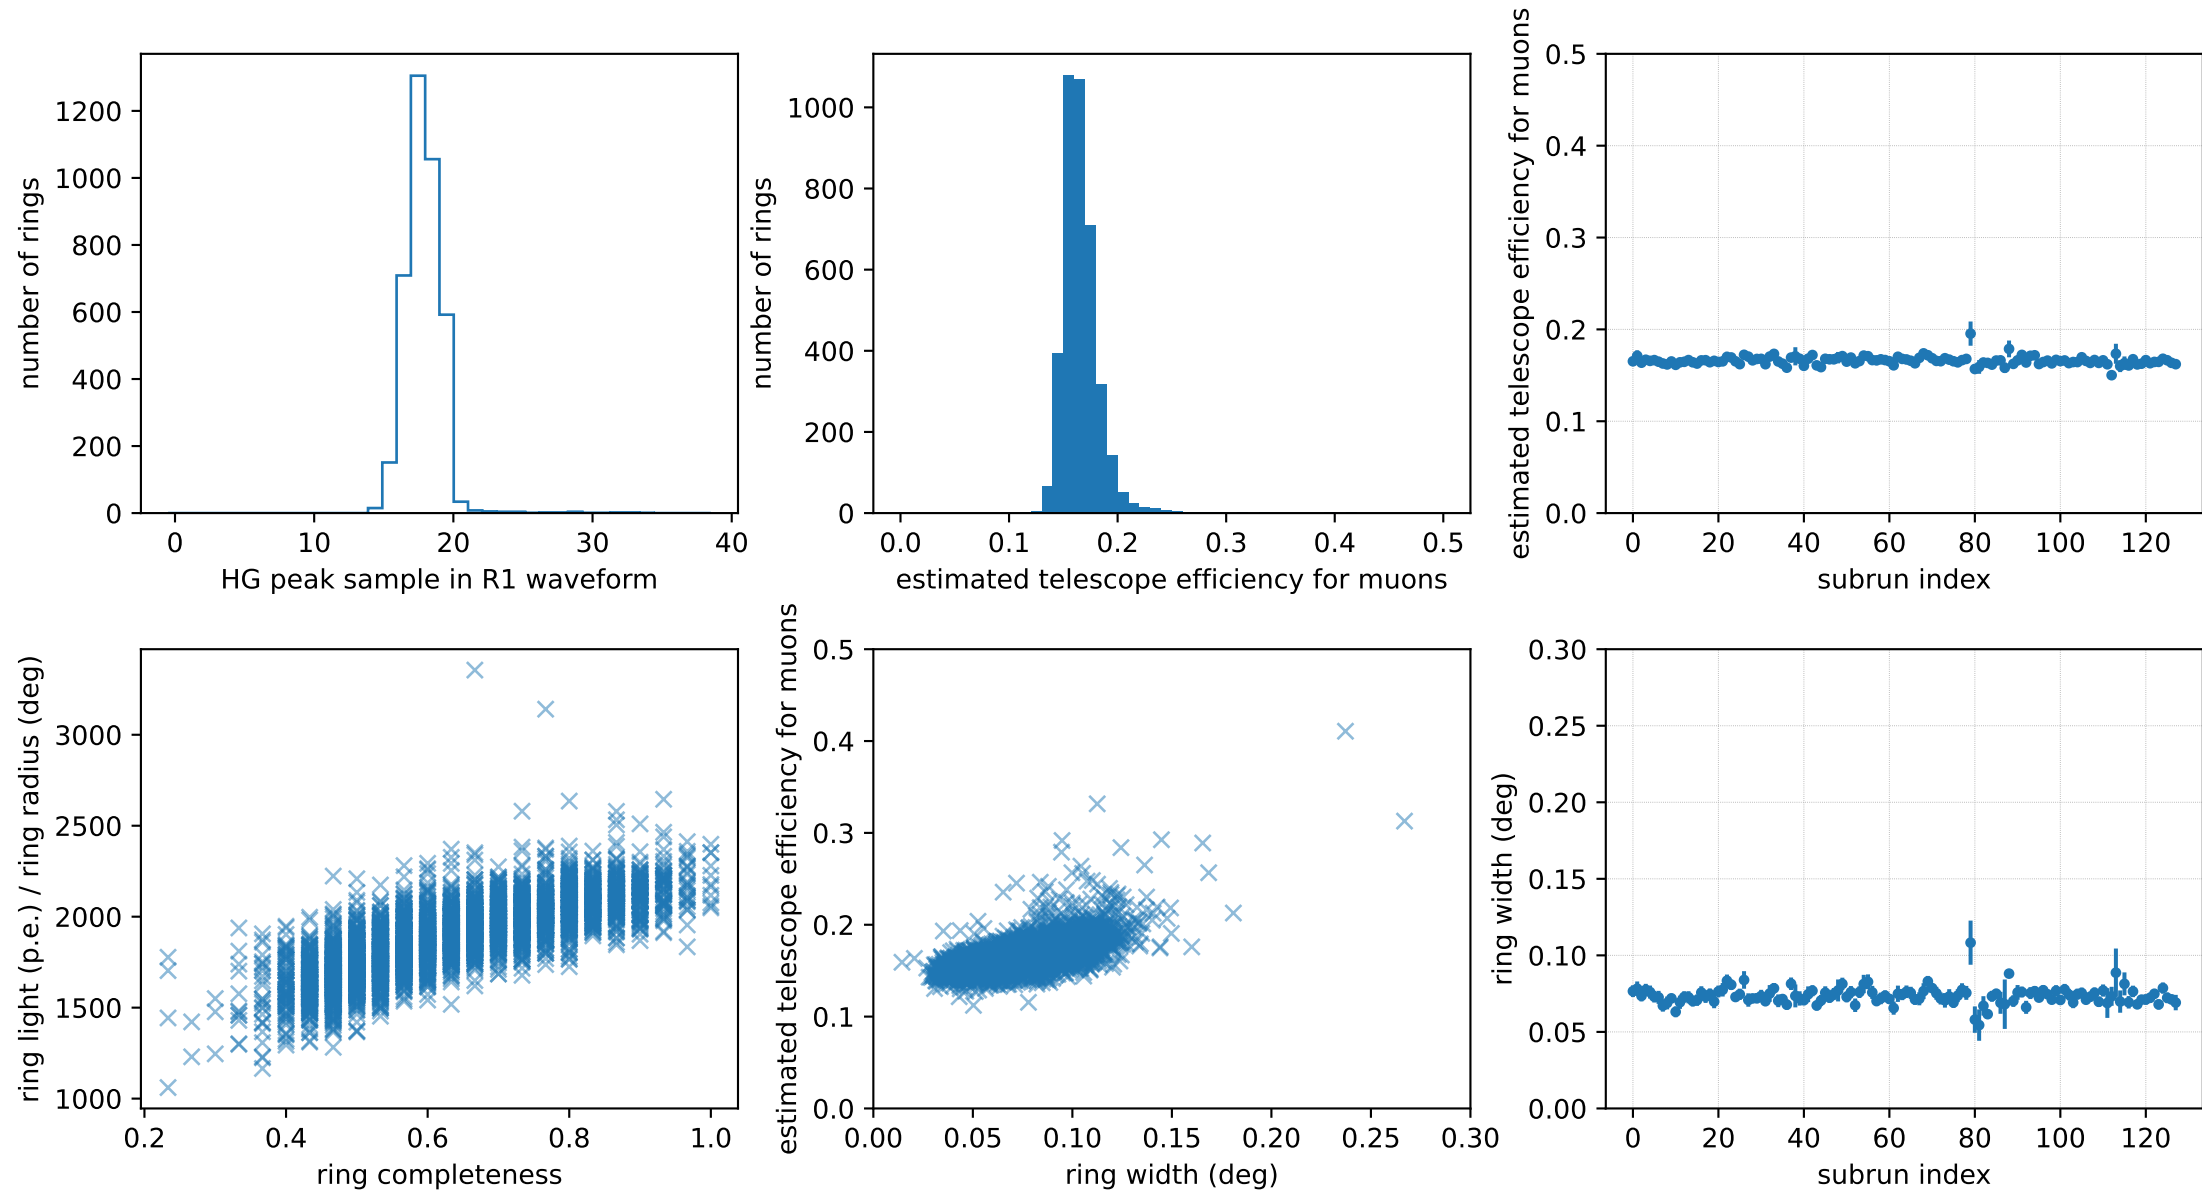 number of rings
1200
1000
800
600
400
200
0
0 10 20 30 40
HG peak sample in R1 waveform
number of rings
1000
800
600
400
200
0
0.0 0.1 0.2 0.3 0.4 0.5
estimated telescope efficiency for muons
estimated telescope efficiency for muons
0.5
0.4
0.3
0.2
0.1
0.0
0 20 40 60 80 100 120
subrun index
ring light (p.e.) / ring radius (deg)
3000
2500
2000
1500
1000
0.2 0.4 0.6 0.8 1.0
ring completeness
estimated telescope efficiency for muons
0.5
0.4
0.3
0.2
0.1
0.0
0.00 0.05 0.10 0.15 0.20 0.25 0.30
ring width (deg)
ring width (deg)
0.30
0.25
0.20
0.15
0.10
0.05
0.00
0 20 40 60 80 100 120
subrun index